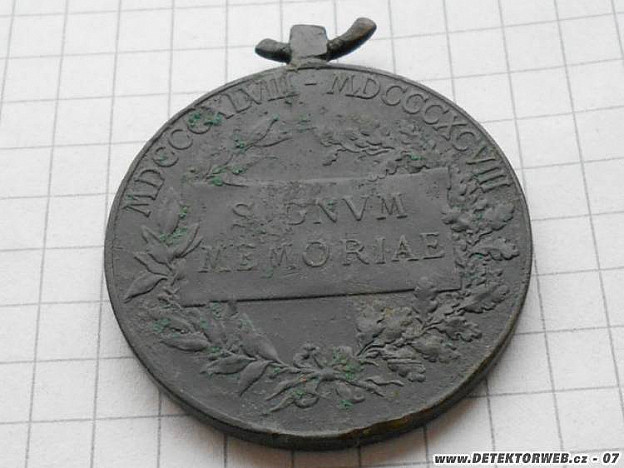 MDCCCXLVIII - MDCCCXCVIII
SIGNVM
MEMORIAE
www.DETEKTORWEB.cz - 07